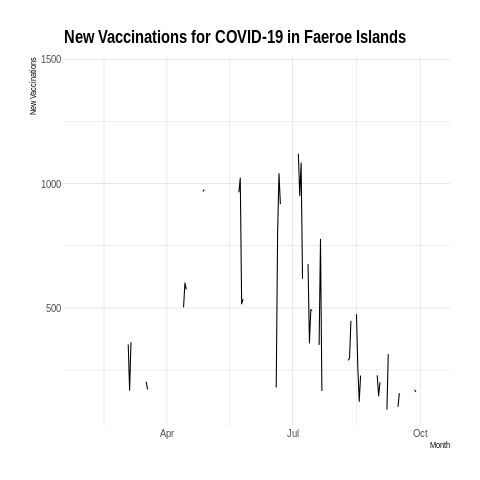 New Vaccinations for COVID-19 in Faeroe Islands
New Vaccinations
1500
1000
500
Apr
Jul
Oct
Month